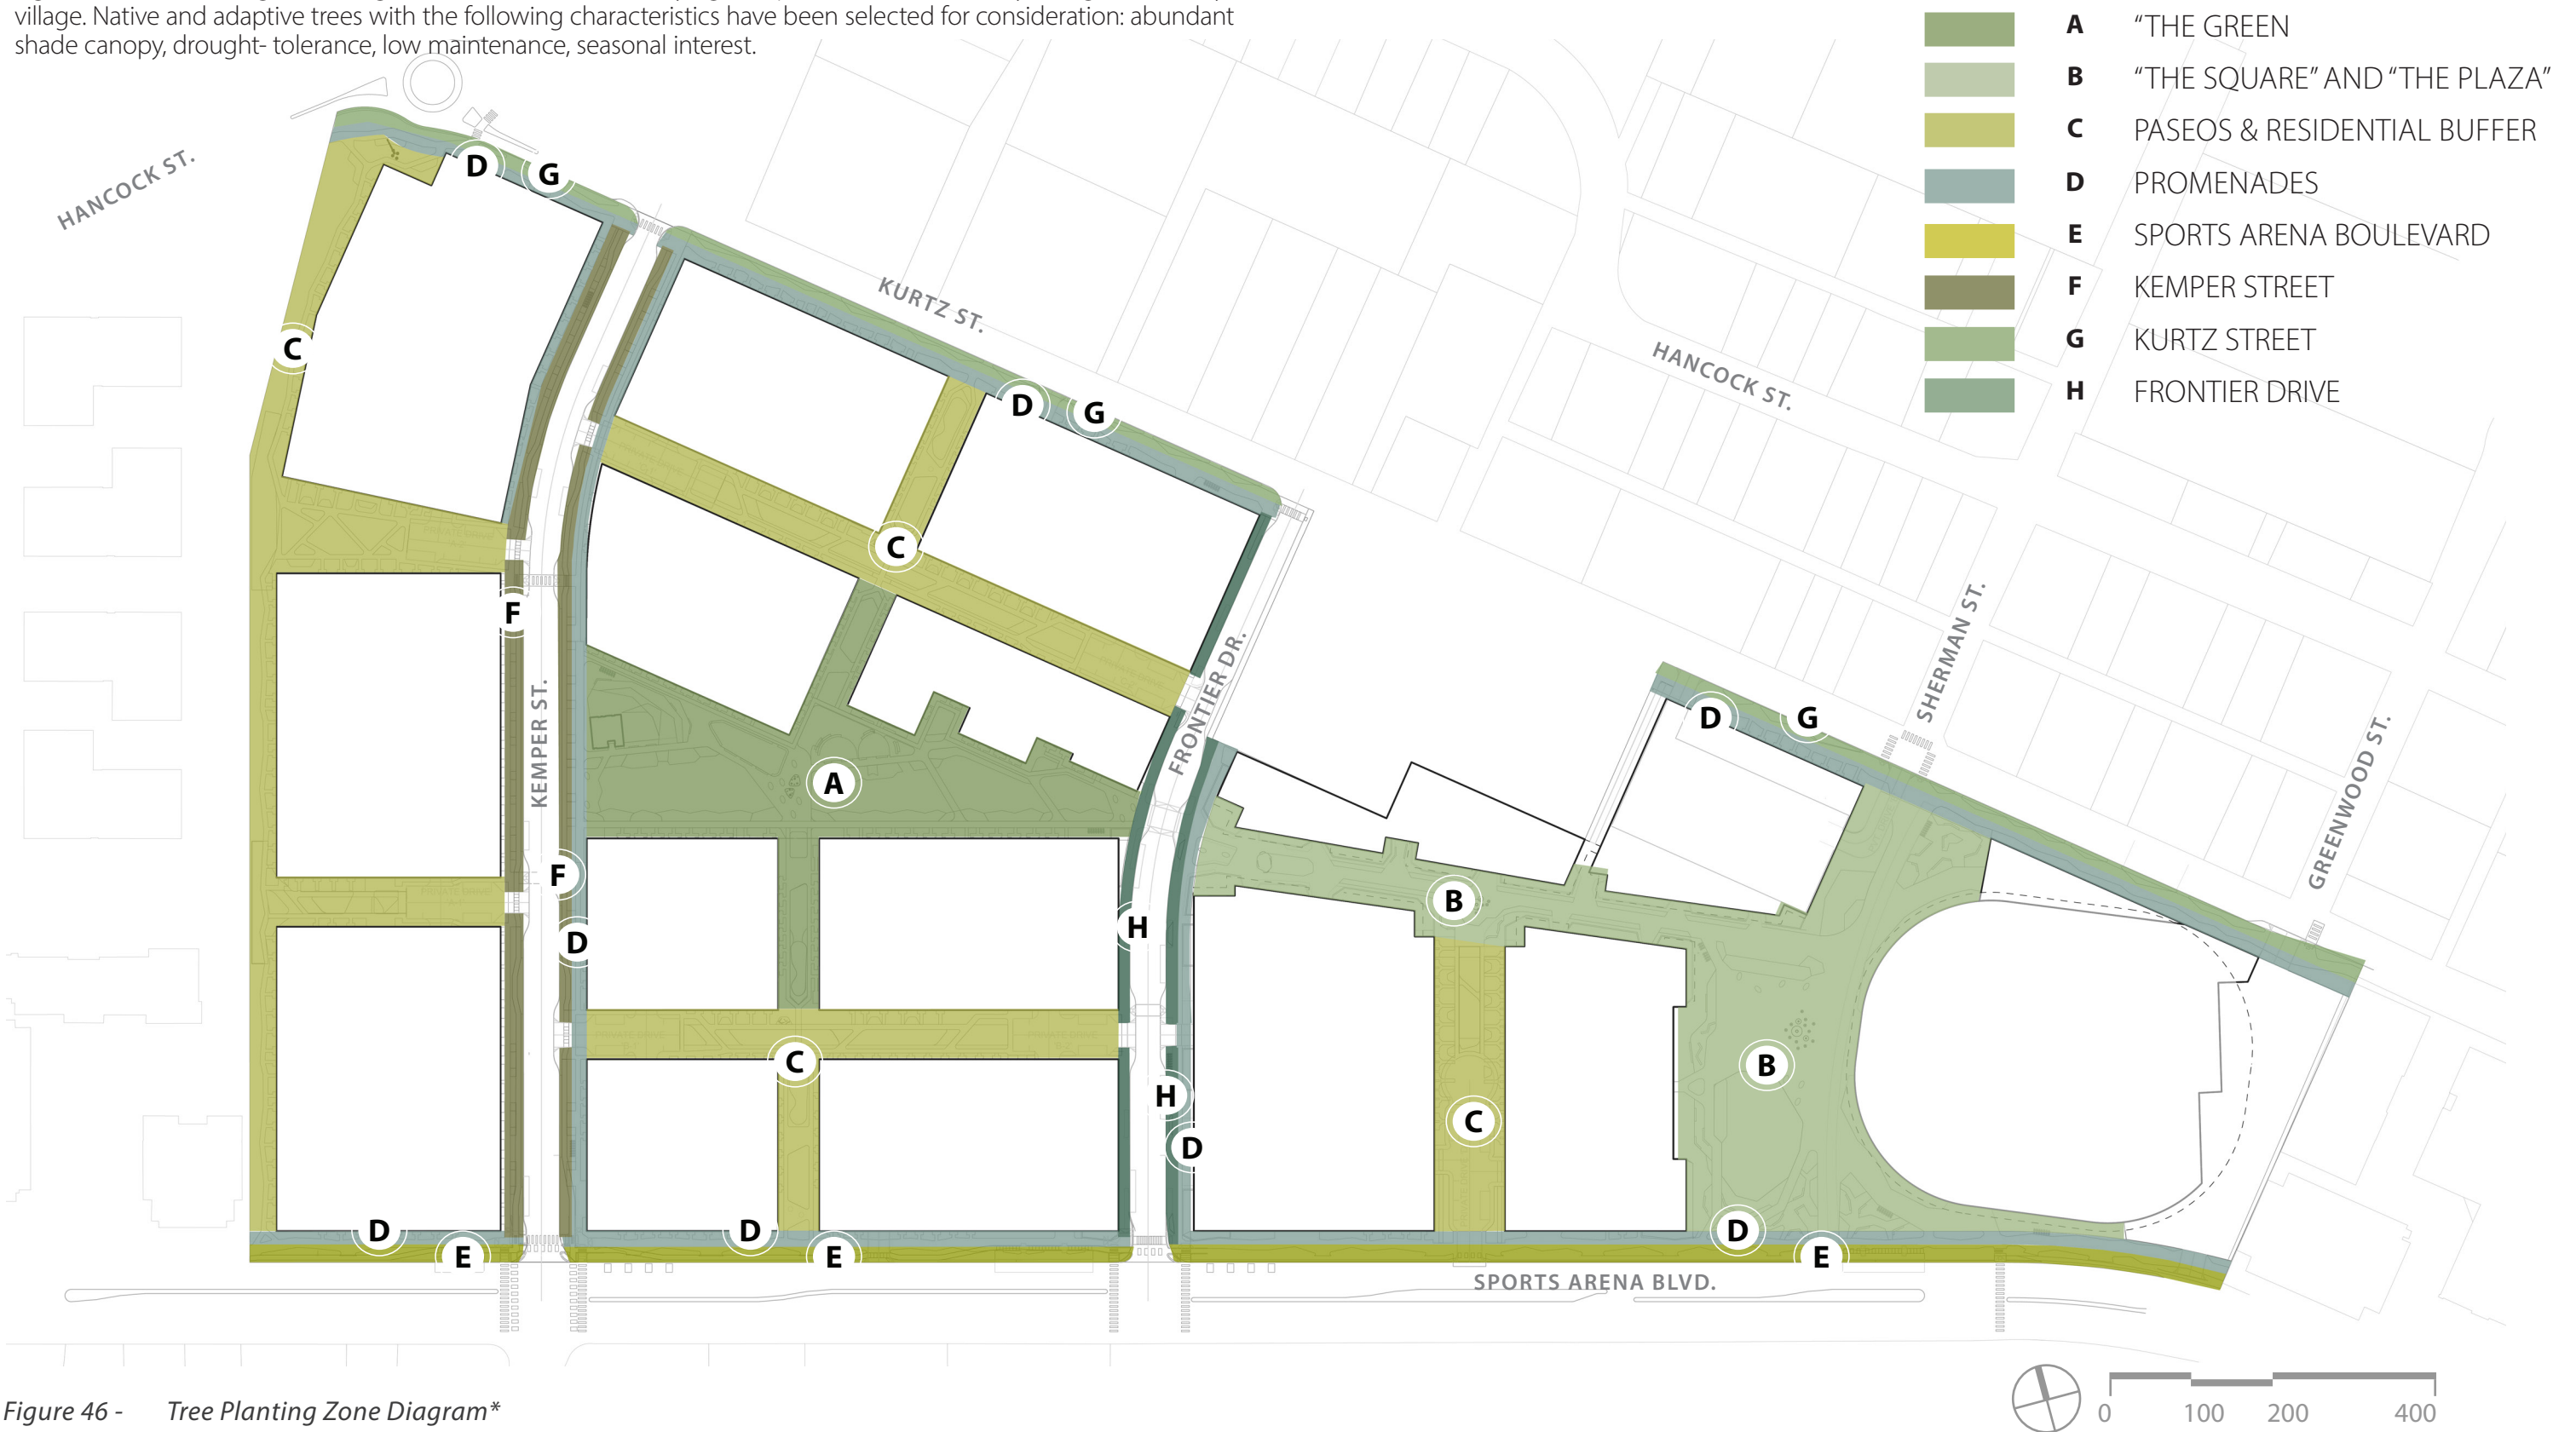 village. Native and adaptive trees with the following characteristics have been selected for consideration: abundant
shade canopy, drought- tolerance, low maintenance, seasonal interest.
A “THE GREEN
B “THE SQUARE” AND “THE PLAZA”
C PASEOS & RESIDENTIAL BUFFER
D PROMENADES
E SPORTS ARENA BOULEVARD
F KEMPER STREET
G KURTZ STREET
H FRONTIER DRIVE
HANCOCK ST.
D
G
KURTZ ST.
C
HANCOCK ST.
D
G
C
F
SHERMAN ST.
FRONTIER DR.
KEMPER ST.
D
G
GREENWOOD ST.
A
F
B
H
D
C
B
H
C
D
D
E
D
E
D
E
SPORTS ARENA BLVD.
0 100 200 400
Figure 46 - Tree Planting Zone Diagram*